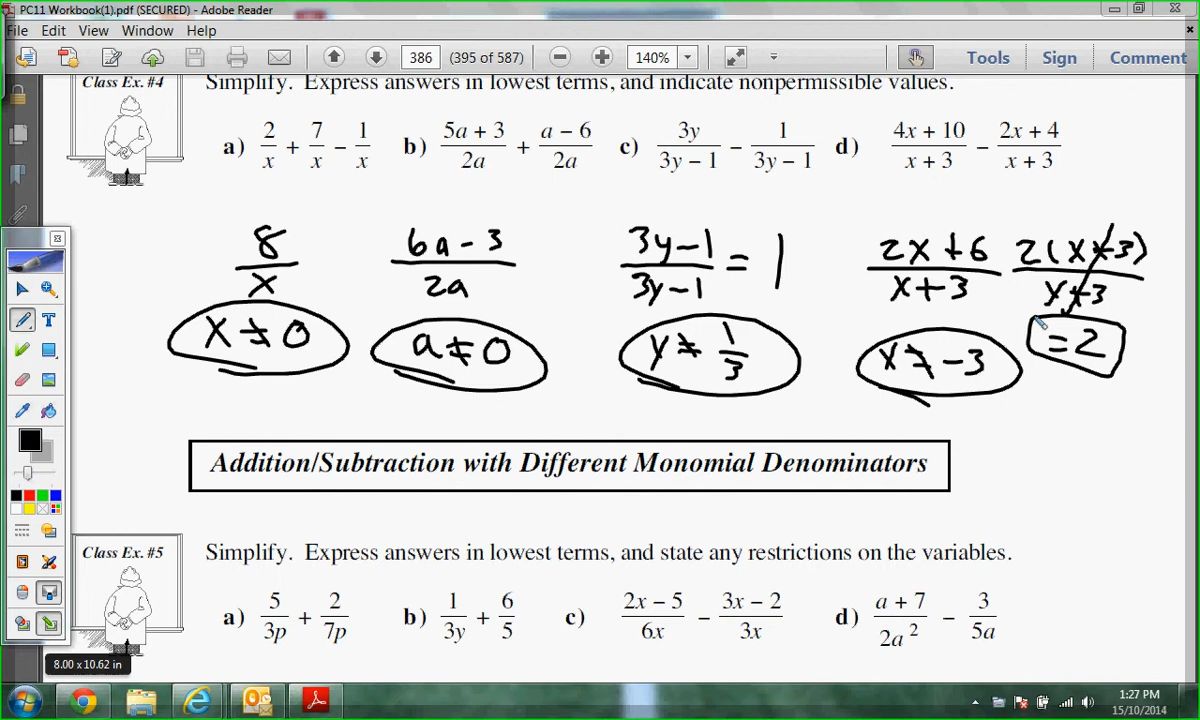 PC11 Workbook(1).pdf (SECURED) - Adobe Reader
File Edit View Window Help
386 (395 of 587) 140% Tools Sign Comment
Class Ex. #4 Simplify. Express answers in lowest terms, and indicate nonpermissible values.
a) 2/x + 7/x − 1/x b) (5a + 3)/2a + (a − 6)/2a c) 3y/(3y − 1) − 1/(3y − 1) d) (4x + 10)/(x + 3) − (2x + 4)/(x + 3)
8/x (6a - 3)/2a (3y-1)/(3y-1) = 1 (2x+6)/(x+3) 2(x+3)/(x+3)
x ≠ 0 a ≠ 0 y ≠ 1/3 x ≠ -3 = 2
Addition/Subtraction with Different Monomial Denominators
Class Ex. #5 Simplify. Express answers in lowest terms, and state any restrictions on the variables.
a) 5/3p + 2/7p b) 1/3y + 6/5 c) (2x − 5)/6x − (3x − 2)/3x d) (a + 7)/2a² − 3/5a
8.00 x 10.62 in
1:27 PM
15/10/2014